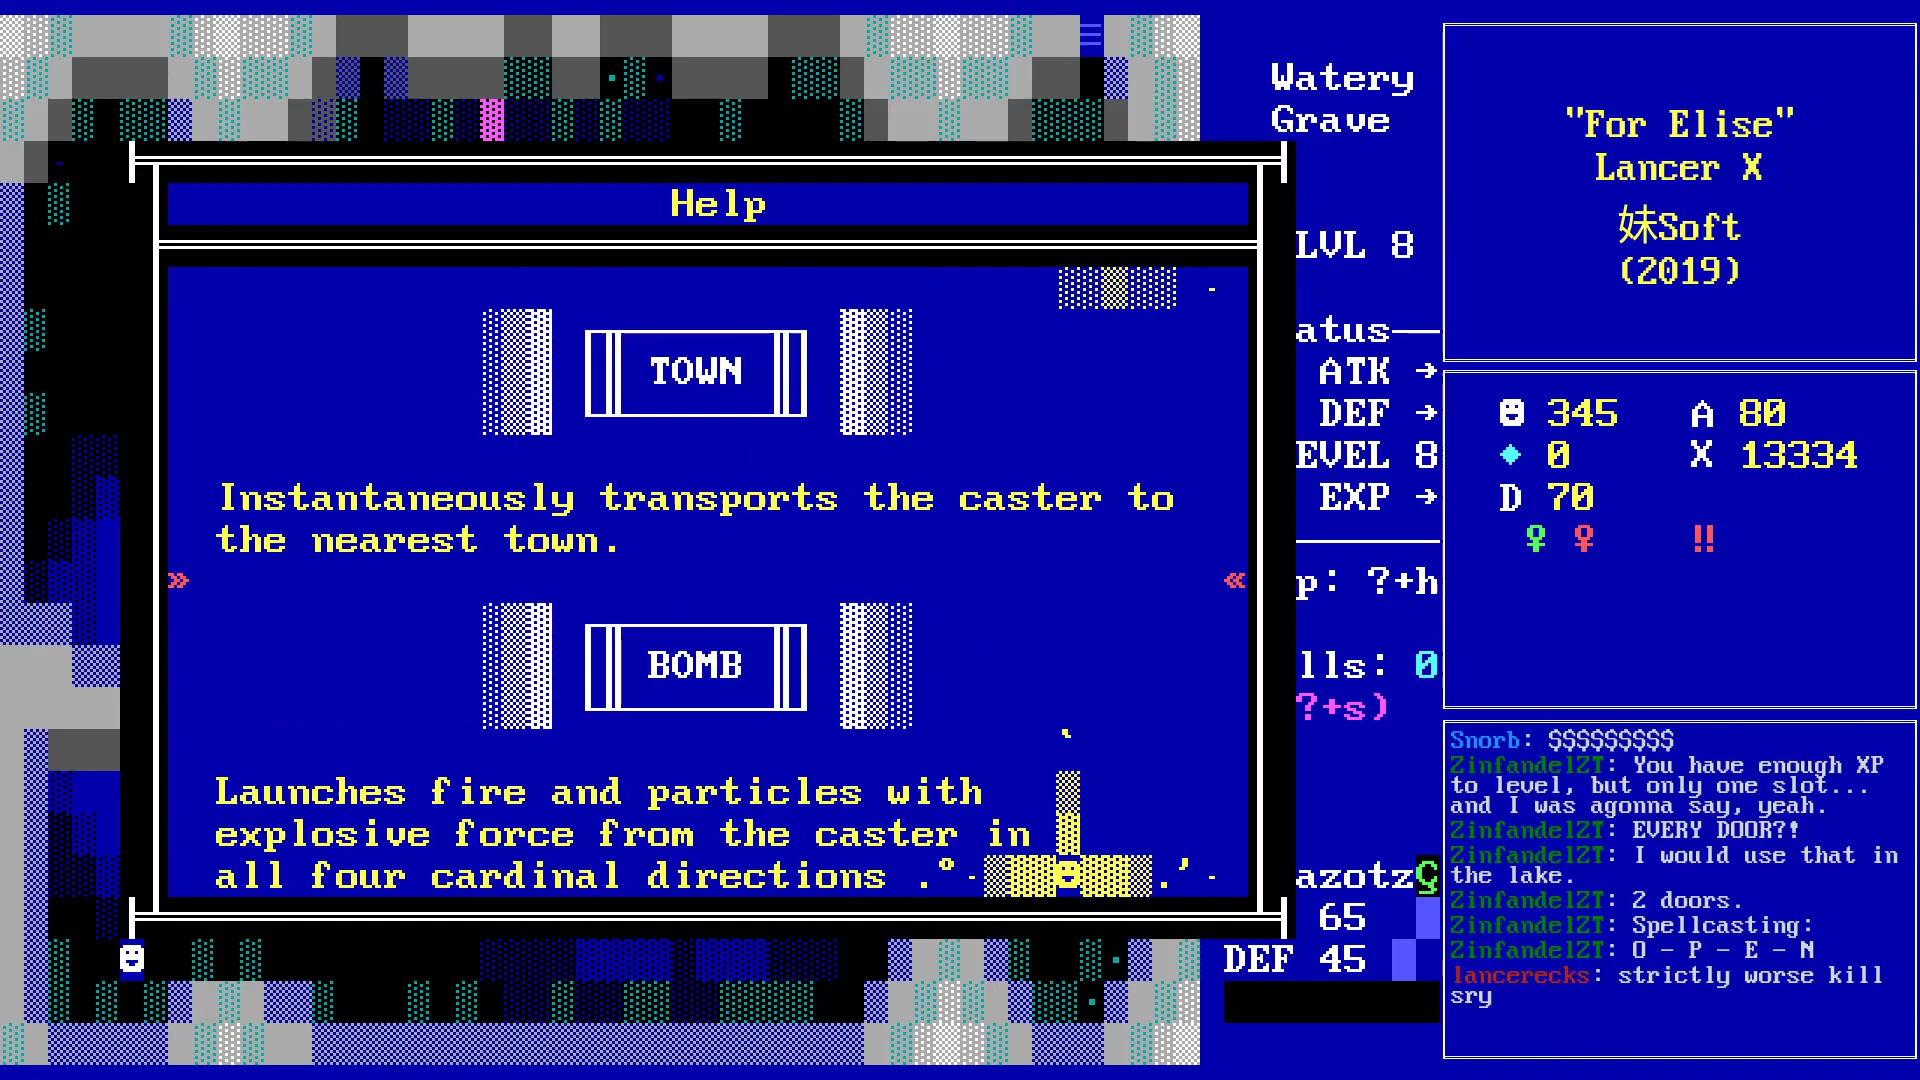 Watery
Grave
LVL 8
atus
ATK →
DEF →
EVEL 8
EXP →
p: ?+h
lls: 0
?+s)
azotzÇ
65
DEF 45
Help
TOWN
Instantaneously transports the caster to
the nearest town.
» «
BOMB
Launches fire and particles with
explosive force from the caster in
all four cardinal directions .
"For Elise"
Lancer X
妹Soft
(2019)
☻ 345 A 80
♦ 0 X 13334
D 70
♀ ♀ ‼
Snorb: $$$$$$$$$
ZinfandelZT: You have enough XP
to level, but only one slot...
and I was agonna say, yeah.
ZinfandelZT: EVERY DOOR?!
ZinfandelZT: I would use that in
the lake.
ZinfandelZT: 2 doors.
ZinfandelZT: Spellcasting:
ZinfandelZT: O - P - E - N
lancerecks: strictly worse kill
sry